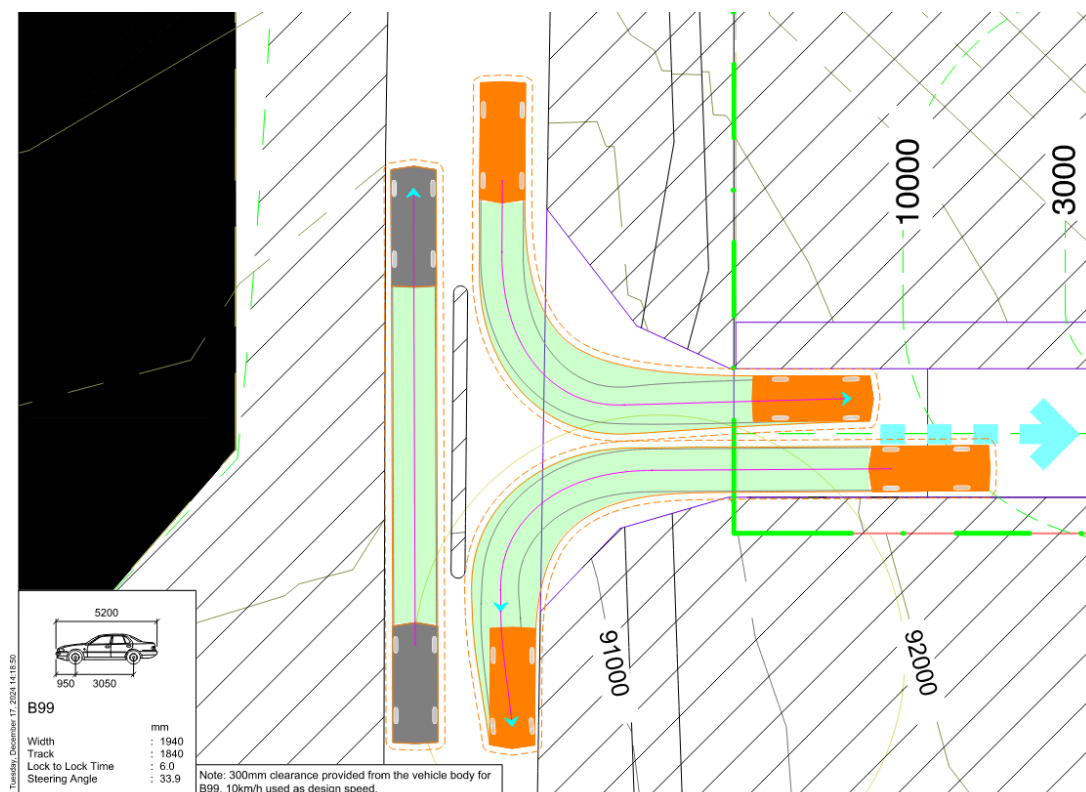 10000
3000
91000
92000
Tuesday, December 17, 2024 14:18:50
5200
950 3050
B99
mm
Width : 1940
Track : 1840
Lock to Lock Time : 6.0
Steering Angle : 33.9
Note: 300mm clearance provided from the vehicle body for
B99. 10km/h used as design speed.